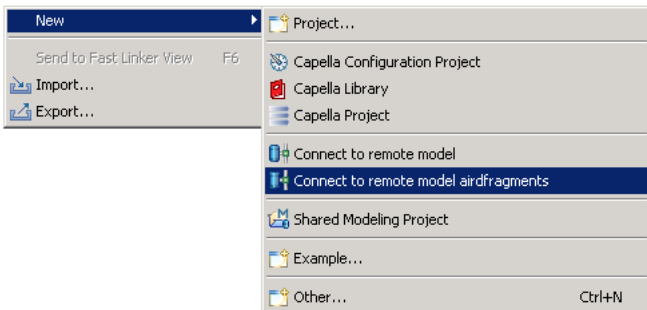 New
Send to Fast Linker View F6
Import...
Export...
Project...
Capella Configuration Project
Capella Library
Capella Project
Connect to remote model
Connect to remote model airdfragments
Shared Modeling Project
Example...
Other... Ctrl+N